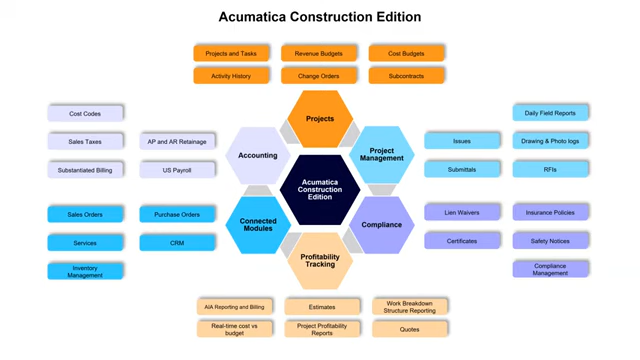 Acumatica Construction Edition
Projects and Tasks
Revenue Budgets
Cost Budgets
Activity History
Change Orders
Subcontracts
Cost Codes
Sales Taxes
AP and AR Retainage
Substantiated Billing
US Payroll
Projects
Accounting
Project
Management
Acumatica
Construction
Edition
Connected
Modules
Compliance
Profitability
Tracking
Daily Field Reports
Issues
Drawing & Photo logs
Submittals
RFIs
Sales Orders
Purchase Orders
Services
CRM
Inventory
Management
Lien Waivers
Insurance Policies
Certificates
Safety Notices
Compliance
Management
AIA Reporting and Billing
Estimates
Work Breakdown
Structure Reporting
Real-time cost vs
budget
Project Profitability
Reports
Quotes